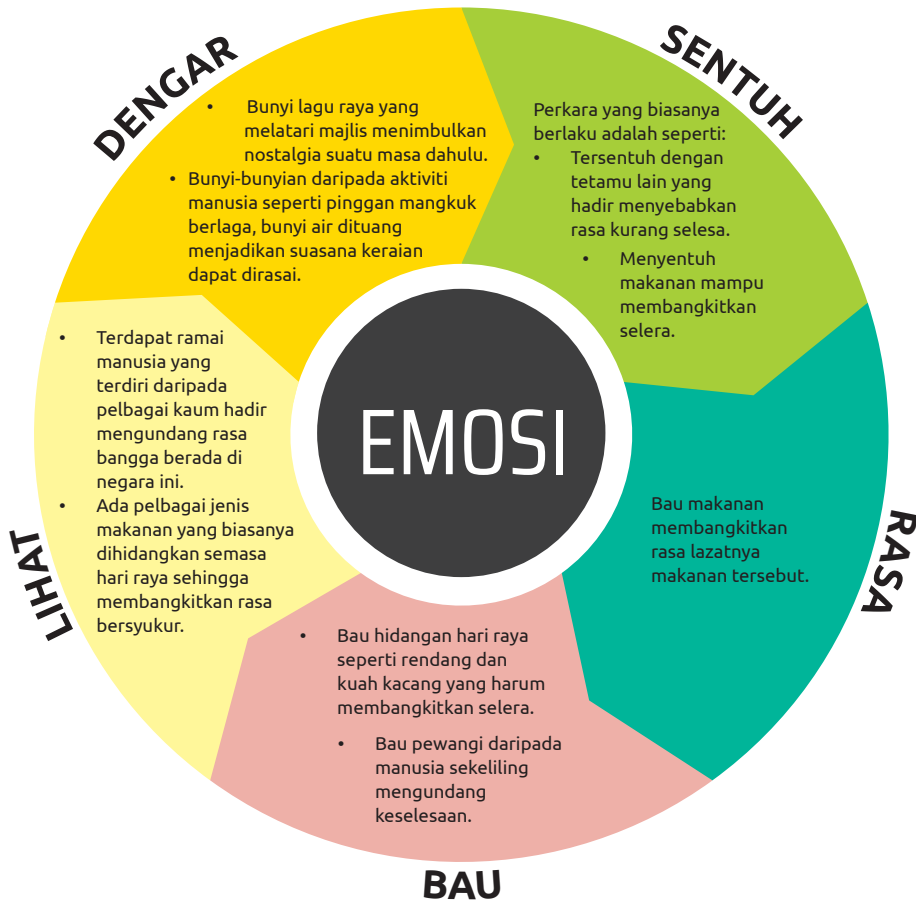 DENGAR
• Bunyi lagu raya yang
melatari majlis menimbulkan
nostalgia suatu masa dahulu.
• Bunyi-bunyian daripada aktiviti
manusia seperti pinggan mangkuk
berlaga, bunyi air dituang
menjadikan suasana keraian
dapat dirasai.
SENTUH
Perkara yang biasanya
berlaku adalah seperti:
• Tersentuh dengan
tetamu lain yang
hadir menyebabkan
rasa kurang selesa.
• Menyentuh
makanan mampu
membangkitkan
selera.
RASA
Bau makanan
membangkitkan
rasa lazatnya
makanan tersebut.
BAU
• Bau hidangan hari raya
seperti rendang dan
kuah kacang yang harum
membangkitkan selera.
• Bau pewangi daripada
manusia sekeliling
mengundang
keselesaan.
LIHAT
• Terdapat ramai
manusia yang
terdiri daripada
pelbagai kaum hadir
mengundang rasa
bangga berada di
negara ini.
• Ada pelbagai jenis
makanan yang biasanya
dihidangkan semasa
hari raya sehingga
membangkitkan rasa
bersyukur.
EMOSI